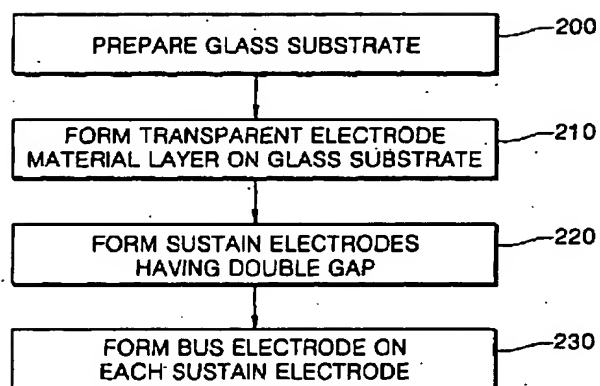 PREPARE GLASS SUBSTRATE
200
FORM TRANSPARENT ELECTRODE
MATERIAL LAYER ON GLASS SUBSTRATE
210
FORM SUSTAIN ELECTRODES
HAVING DOUBLE GAP
220
FORM BUS ELECTRODE ON
EACH SUSTAIN ELECTRODE
230